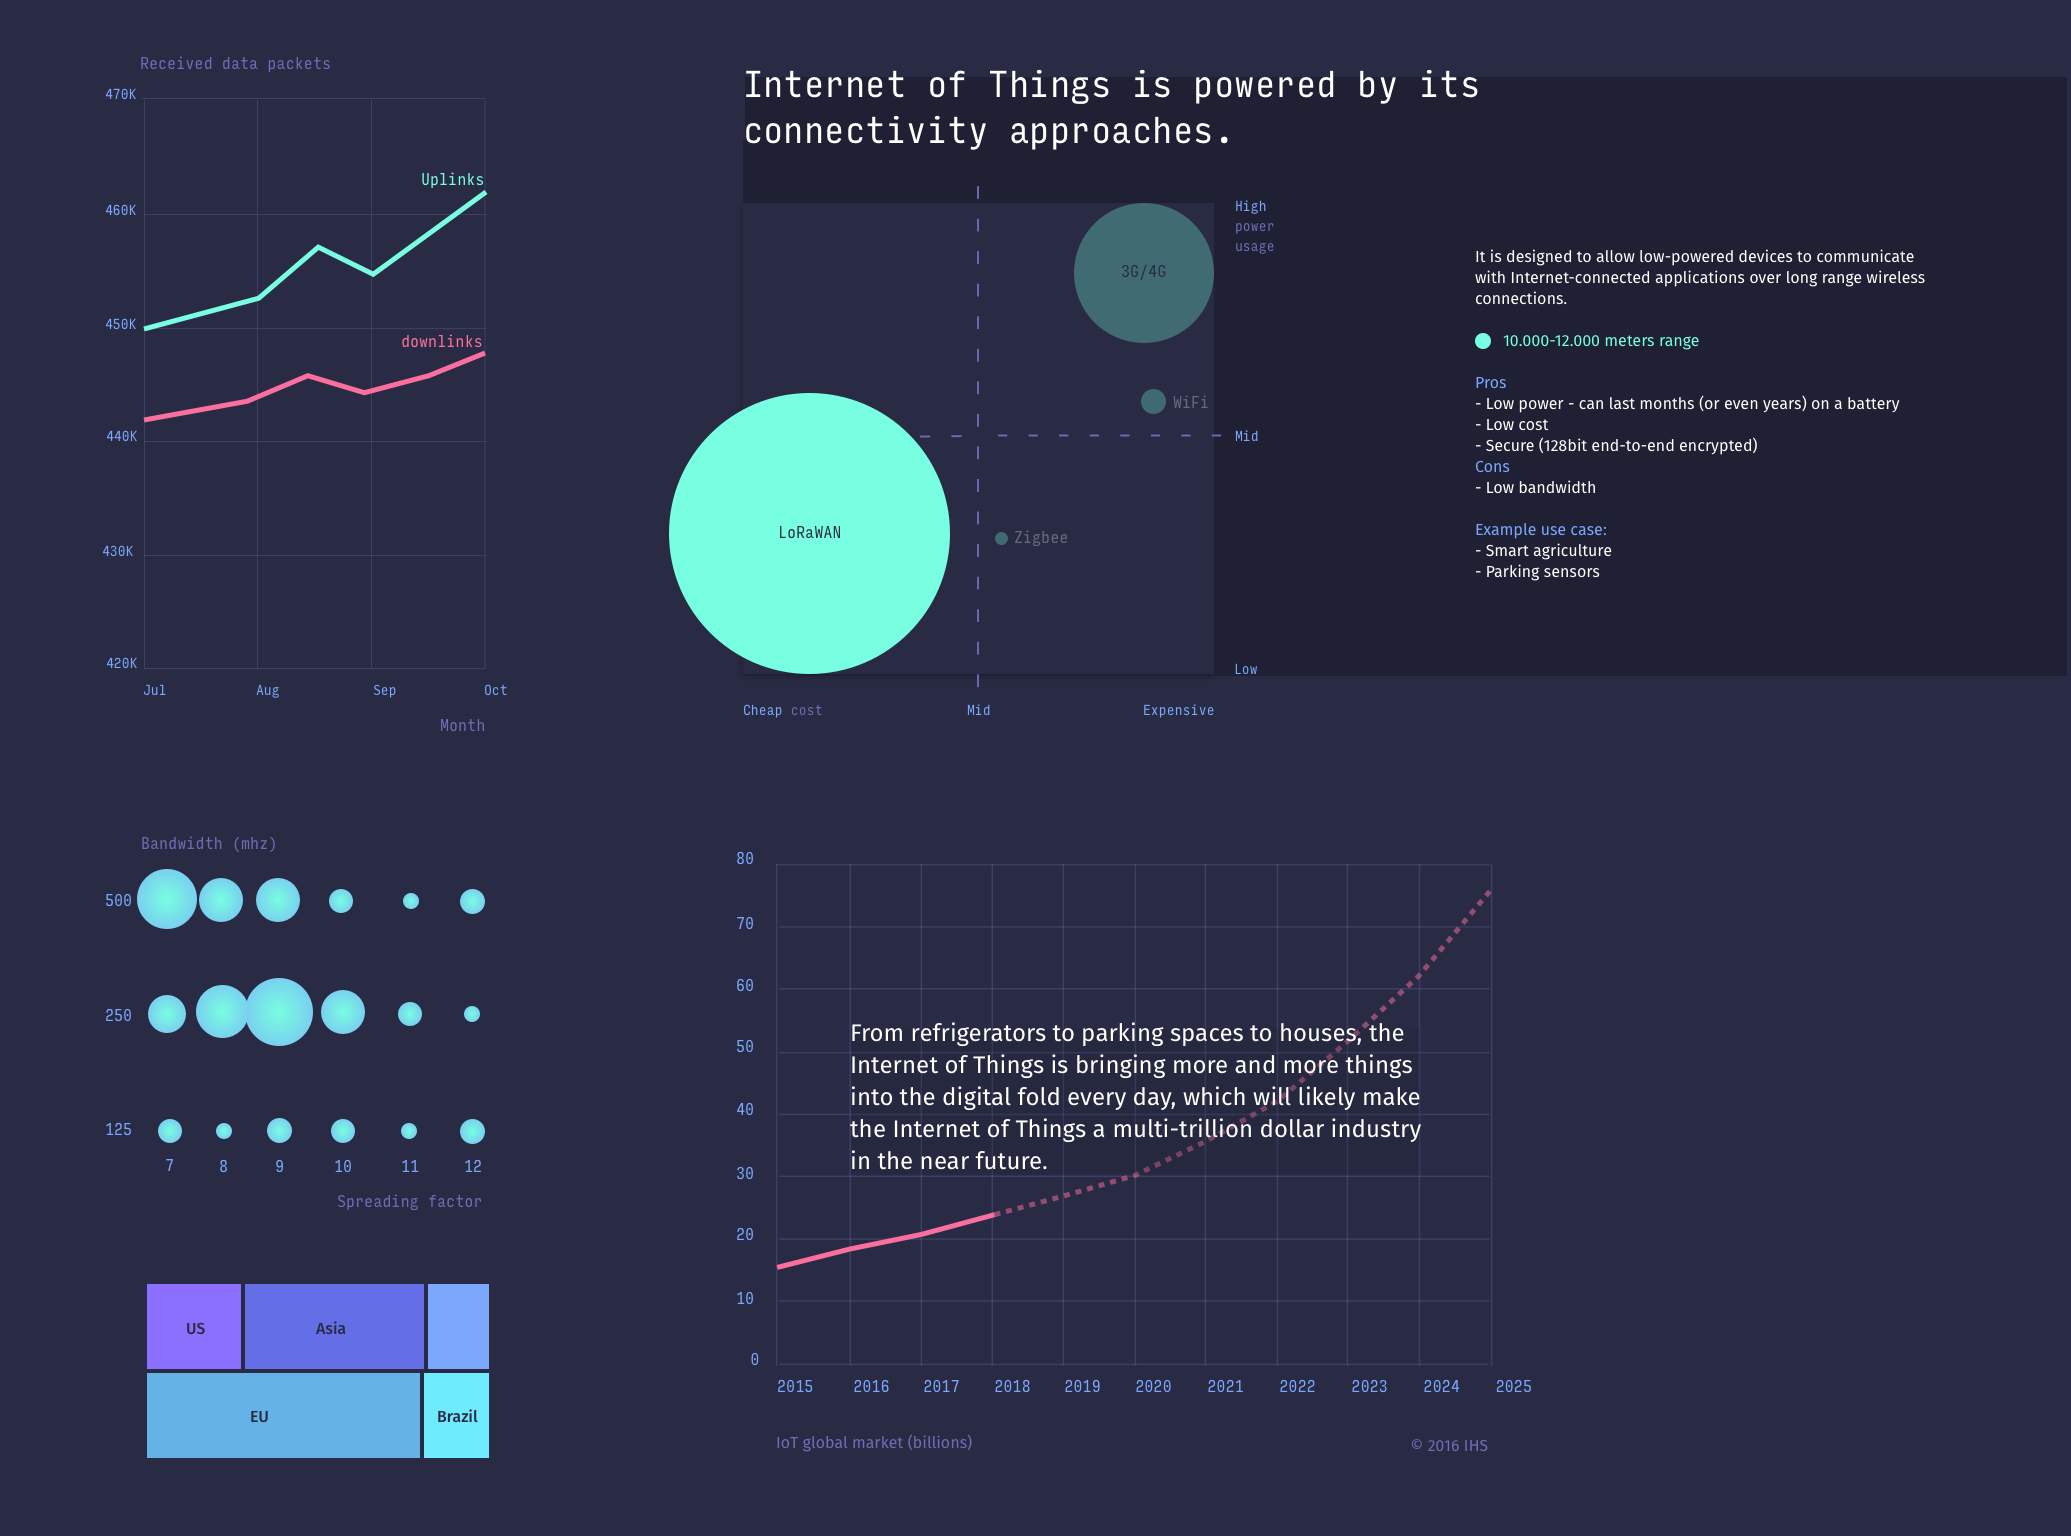 Received data packets
470K
460K
450K
440K
430K
420K
Uplinks
downlinks
Jul Aug Sep Oct
Month
Internet of Things is powered by its
connectivity approaches.
High
power
usage
3G/4G
WiFi
Mid
LoRaWAN
Zigbee
Low
Cheap cost Mid Expensive
It is designed to allow low-powered devices to communicate
with Internet-connected applications over long range wireless
connections.
10.000-12.000 meters range
Pros
- Low power - can last months (or even years) on a battery
- Low cost
- Secure (128bit end-to-end encrypted)
Cons
- Low bandwidth
Example use case:
- Smart agriculture
- Parking sensors
Bandwidth (mhz)
500
250
125
7 8 9 10 11 12
Spreading factor
US Asia
EU Brazil
80
70
60
50
40
30
20
10
0
From refrigerators to parking spaces to houses, the
Internet of Things is bringing more and more things
into the digital fold every day, which will likely make
the Internet of Things a multi-trillion dollar industry
in the near future.
2015 2016 2017 2018 2019 2020 2021 2022 2023 2024 2025
IoT global market (billions)
© 2016 IHS